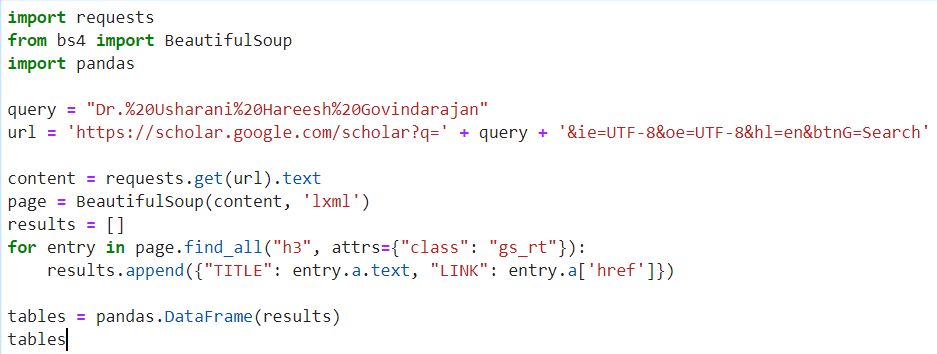 import requests
from bs4 import BeautifulSoup
import pandas
query = "Dr.%20Usharani%20Hareesh%20Govindarajan"
url = 'https://scholar.google.com/scholar?q=' + query + '&ie=UTF-8&oe=UTF-8&hl=en&btnG=Search'
content = requests.get(url).text
page = BeautifulSoup(content, 'lxml')
results = []
for entry in page.find_all("h3", attrs={"class": "gs_rt"}):
    results.append({"TITLE": entry.a.text, "LINK": entry.a['href']})
tables = pandas.DataFrame(results)
tables